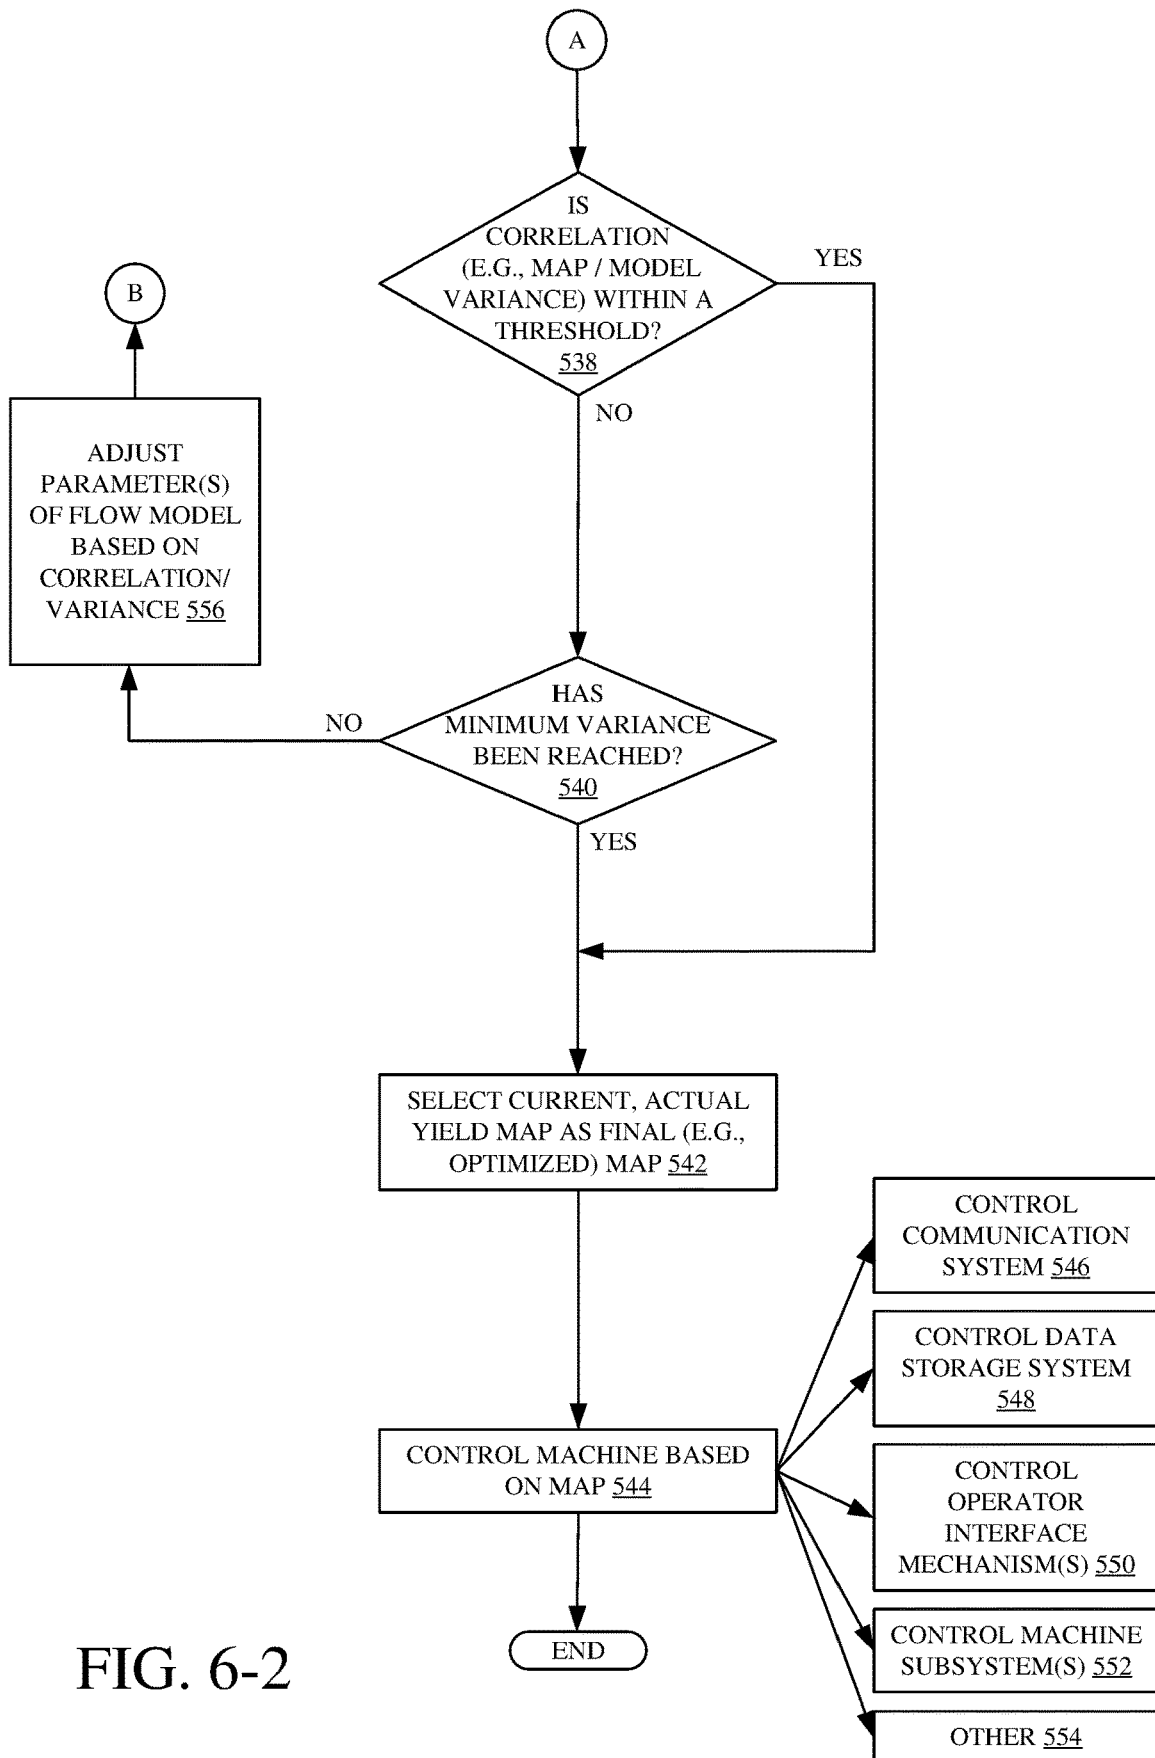 A
IS
CORRELATION
(E.G., MAP / MODEL
VARIANCE) WITHIN A
THRESHOLD?
538
YES
NO
B
ADJUST
PARAMETER(S)
OF FLOW MODEL
BASED ON
CORRELATION/
VARIANCE 556
NO
HAS
MINIMUM VARIANCE
BEEN REACHED?
540
YES
SELECT CURRENT, ACTUAL
YIELD MAP AS FINAL (E.G.,
OPTIMIZED) MAP 542
CONTROL MACHINE BASED
ON MAP 544
CONTROL
COMMUNICATION
SYSTEM 546
CONTROL DATA
STORAGE SYSTEM
548
CONTROL
OPERATOR
INTERFACE
MECHANISM(S) 550
CONTROL MACHINE
SUBSYSTEM(S) 552
OTHER 554
END
FIG. 6-2